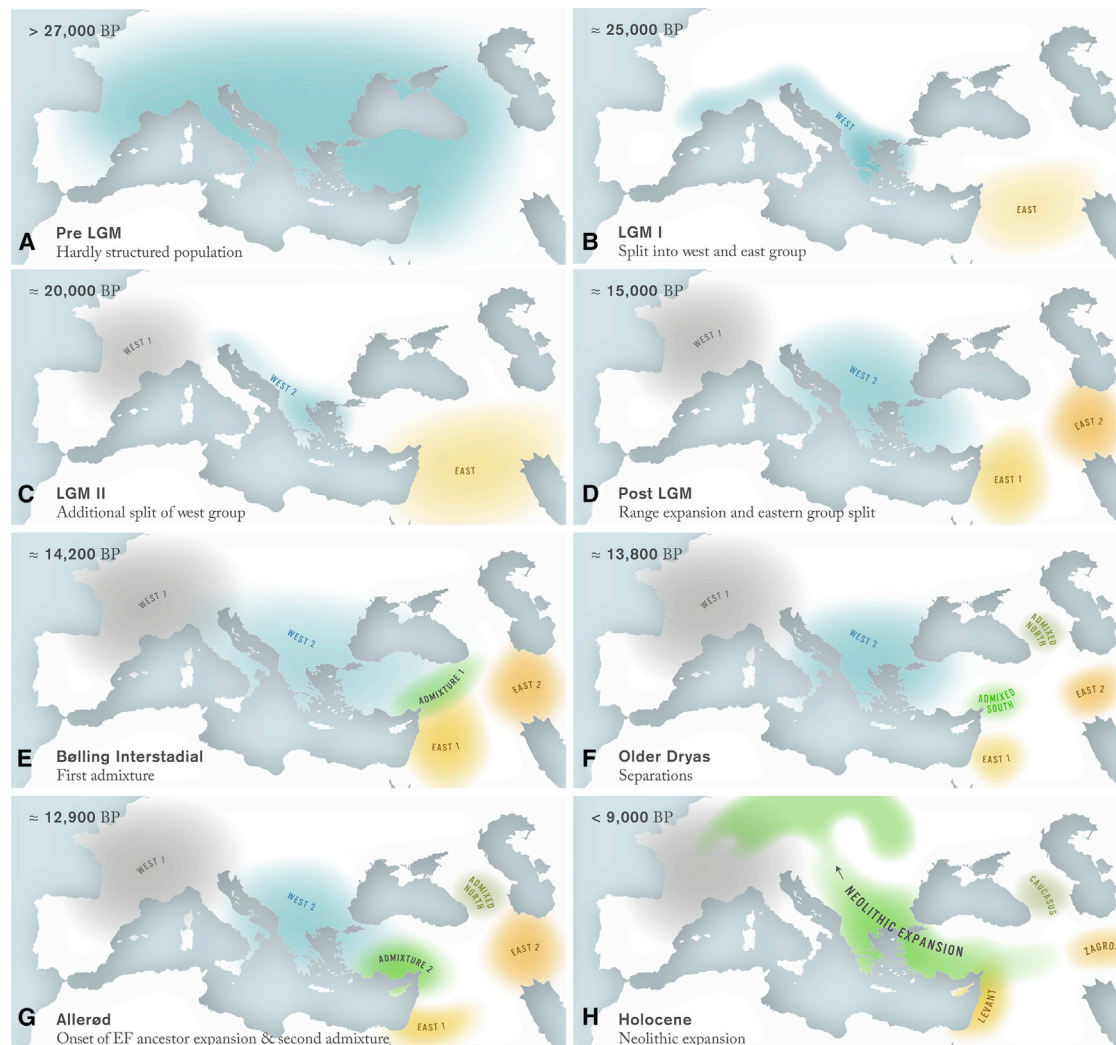 > 27,000 BP
A
Pre LGM
Hardly structured population
≈ 25,000 BP
WEST
EAST
B
LGM I
Split into west and east group
≈ 20,000 BP
WEST 1
WEST 2
EAST
C
LGM II
Additional split of west group
≈ 15,000 BP
WEST 1
WEST 2
EAST 2
EAST 1
D
Post LGM
Range expansion and eastern group split
≈ 14,200 BP
WEST 1
WEST 2
ADMIXTURE 1
EAST 2
EAST 1
E
Bølling Interstadial
First admixture
≈ 13,800 BP
WEST 1
WEST 2
ADMIXED
NORTH
ADMIXED
SOUTH
EAST 2
EAST 1
F
Older Dryas
Separations
≈ 12,900 BP
WEST 1
WEST 2
ADMIXED
NORTH
EAST 2
ADMIXTURE 2
EAST 1
G
Allerød
Onset of EF ancestor expansion & second admixture
< 9,000 BP
NEOLITHIC EXPANSION
CAUCASUS
ZAGRO
LEVANT
H
Holocene
Neolithic expansion